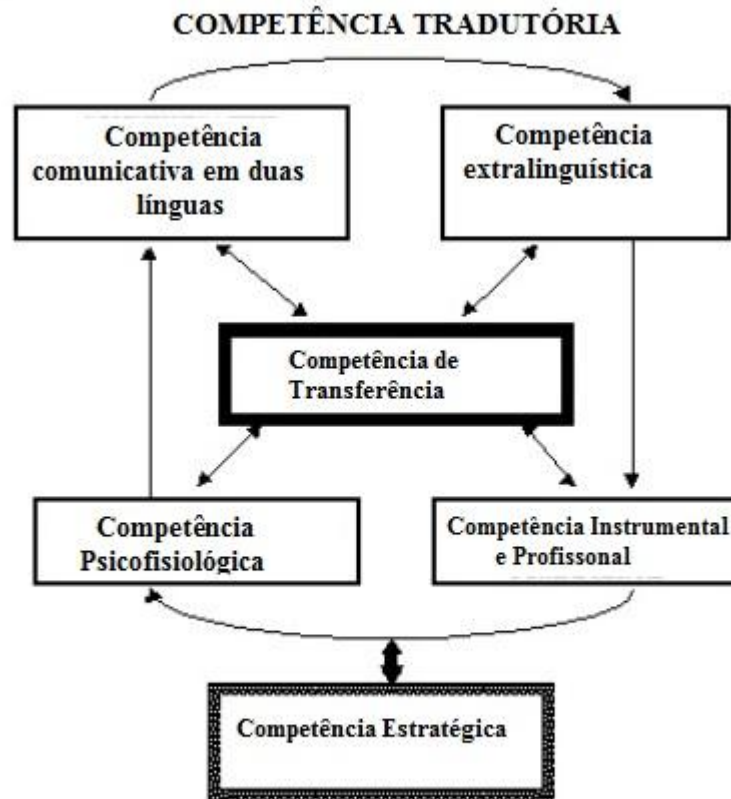 COMPETÊNCIA TRADUTÓRIA
Competência
comunicativa em duas
línguas
Competência
extralinguística
Competência de
Transferência
Competência
Psicofisiológica
Competência Instrumental
e Profissonal
Competência Estratégica